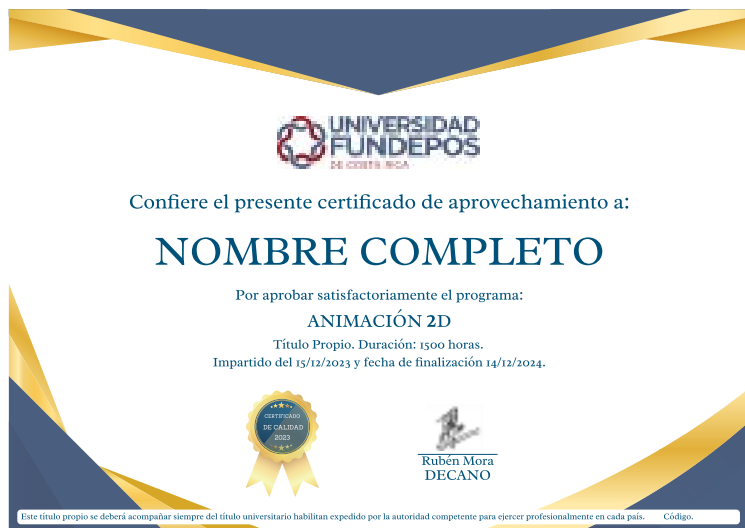 UNIVERSIDAD
FUNDEPOS
DE COSTA RICA
Confiere el presente certificado de aprovechamiento a:
NOMBRE COMPLETO
Por aprobar satisfactoriamente el programa:
ANIMACIÓN 2D
Título Propio. Duración: 1500 horas.
Impartido del 15/12/2023 y fecha de finalización 14/12/2024.
CERTIFICADO
DE CALIDAD
2023
Rubén Mora
DECANO
Este título propio se deberá acompañar siempre del título universitario habilitan expedido por la autoridad competente para ejercer profesionalmente en cada país. Código.